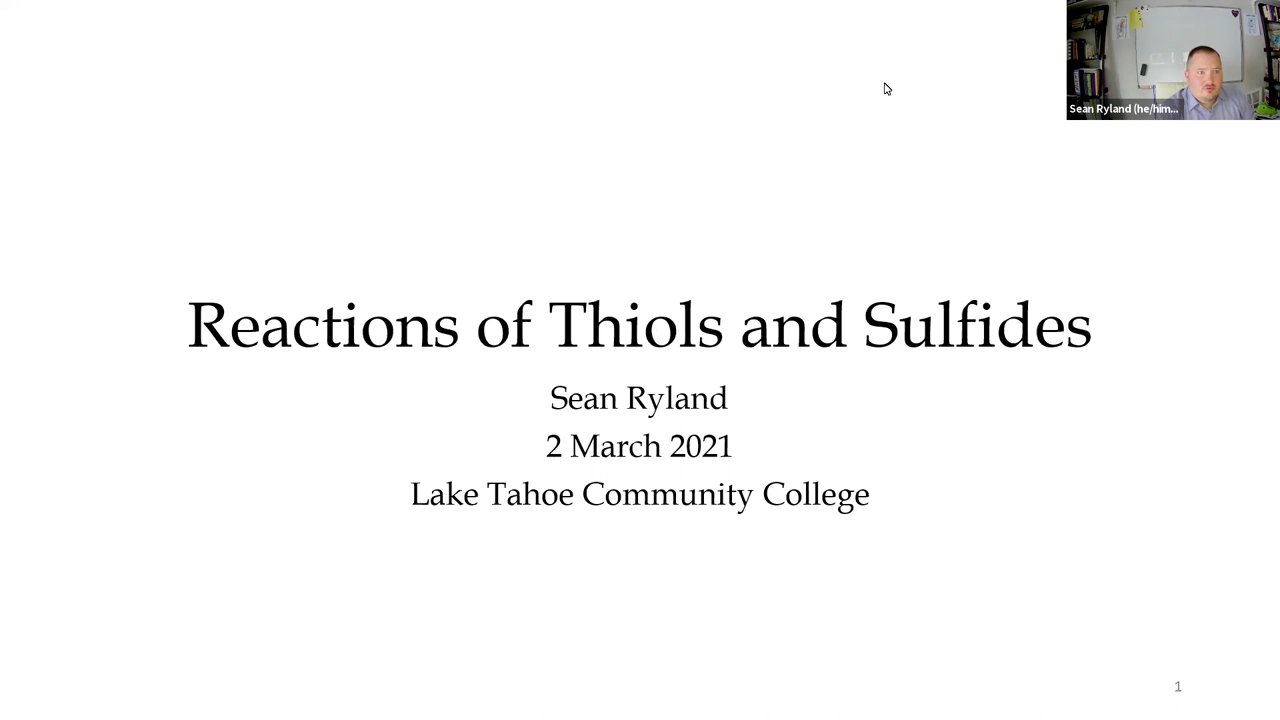 Sean Ryland (he/him...
Reactions of Thiols and Sulfides
Sean Ryland
2 March 2021
Lake Tahoe Community College
1